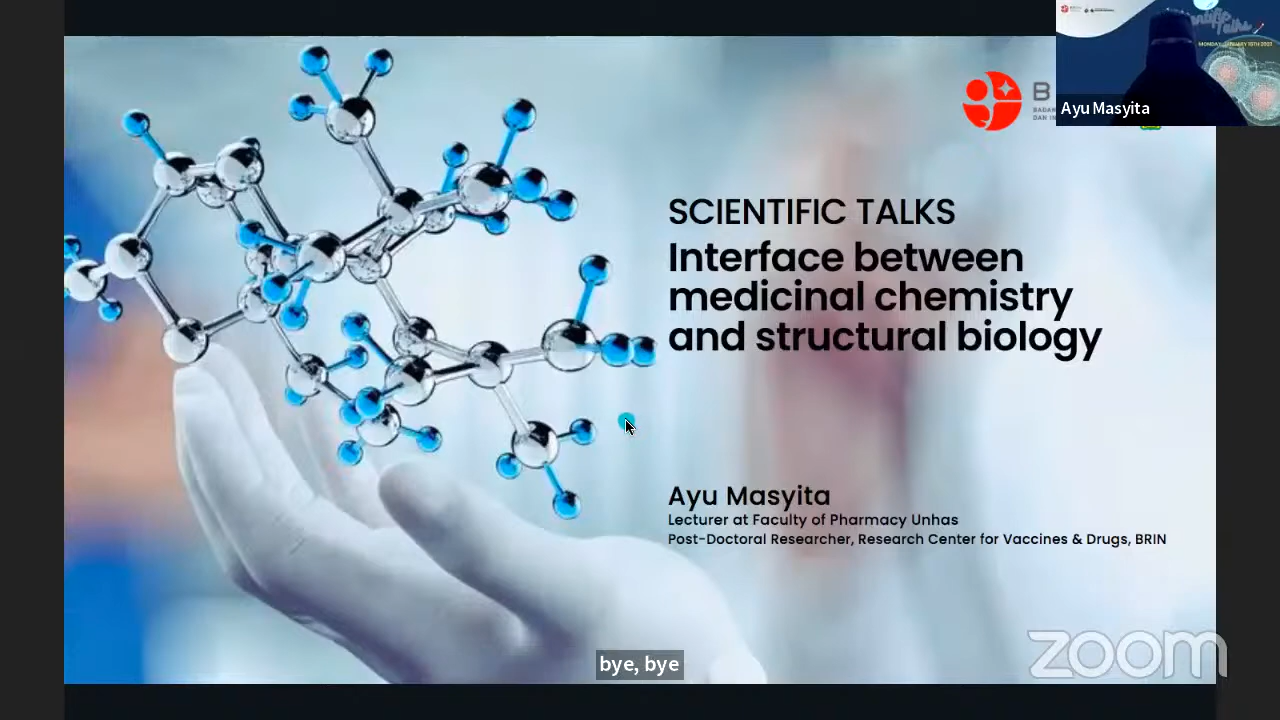 Ayu Masyita
SCIENTIFIC TALKS
Interface between
medicinal chemistry
and structural biology
Ayu Masyita
Lecturer at Faculty of Pharmacy Unhas
Post-Doctoral Researcher, Research Center for Vaccines & Drugs, BRIN
bye, bye
zoom